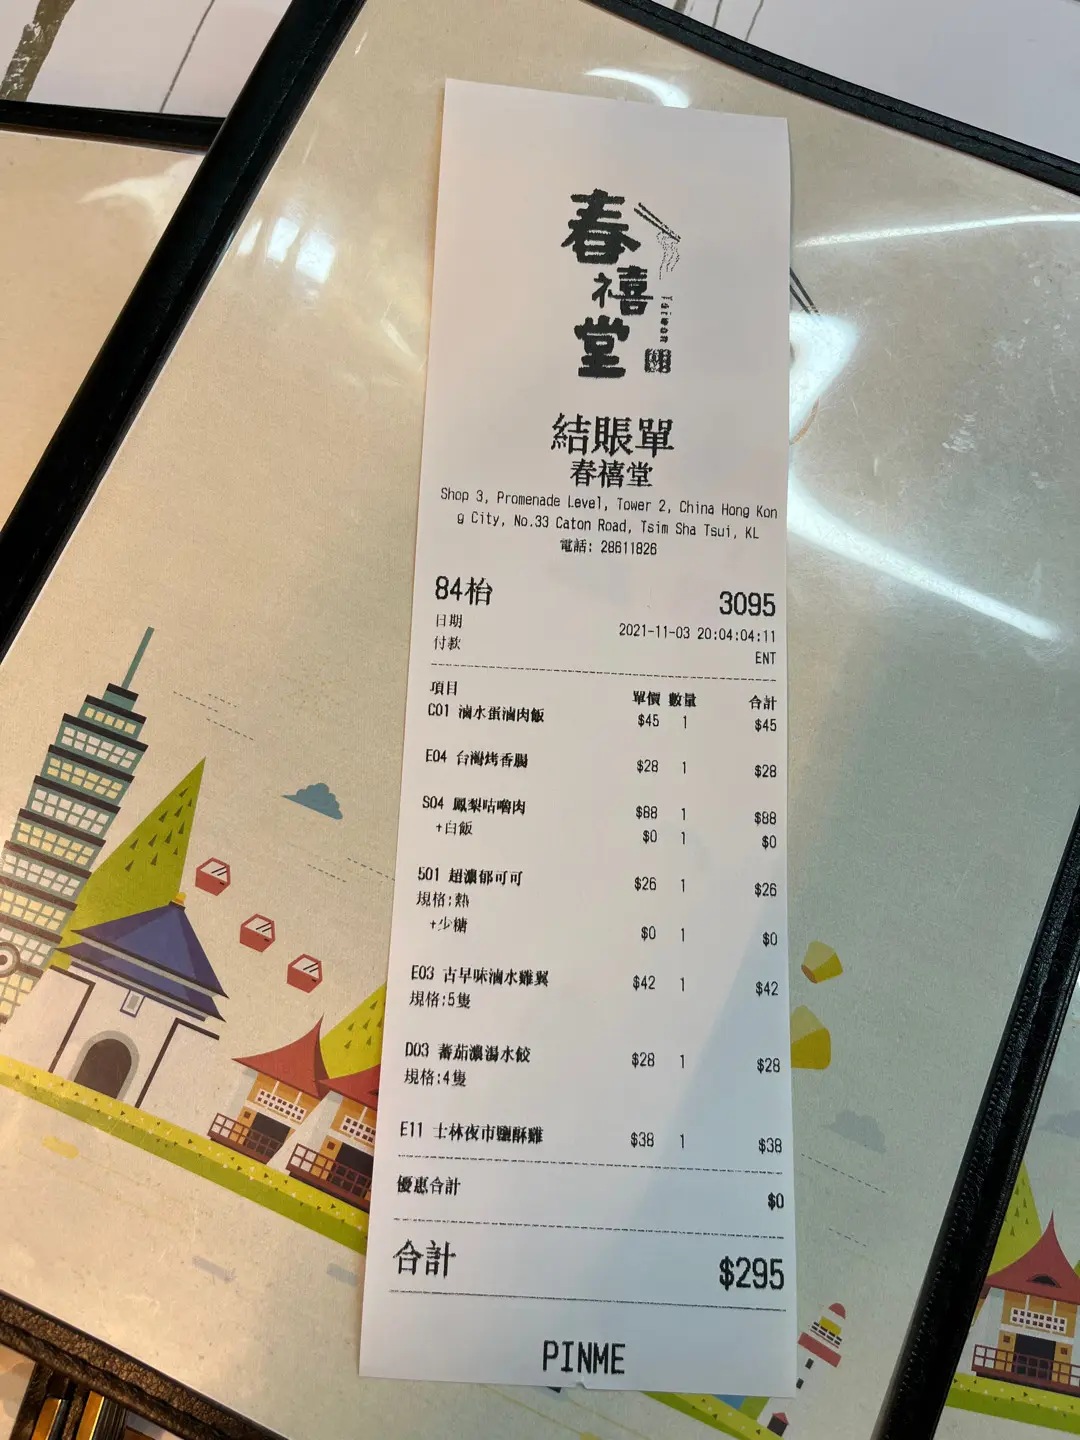 春禧堂
Taiwan
結賬單
春禧堂
Shop 3, Promenade Level, Tower 2, China Hong Kon
g City, No.33 Caton Road, Tsim Sha Tsui, KL
電話: 28611826
84枱 3095
日期 2021-11-03 20:04:04:11
付款 ENT
項目 單價 數量 合計
C01 滷水蛋滷肉飯 $45 1 $45
E04 台灣烤香腸 $28 1 $28
S04 鳳梨咕嚕肉 $88 1 $88
+白飯 $0 1 $0
501 超濃郁可可 $26 1 $26
規格:熱
+少糖 $0 1 $0
E03 古早味滷水雞翼 $42 1 $42
規格:5隻
D03 蕃茄濃湯水餃 $28 1 $28
規格:4隻
E11 士林夜市鹽酥雞 $38 1 $38
優惠合計 $0
合計 $295
PINME